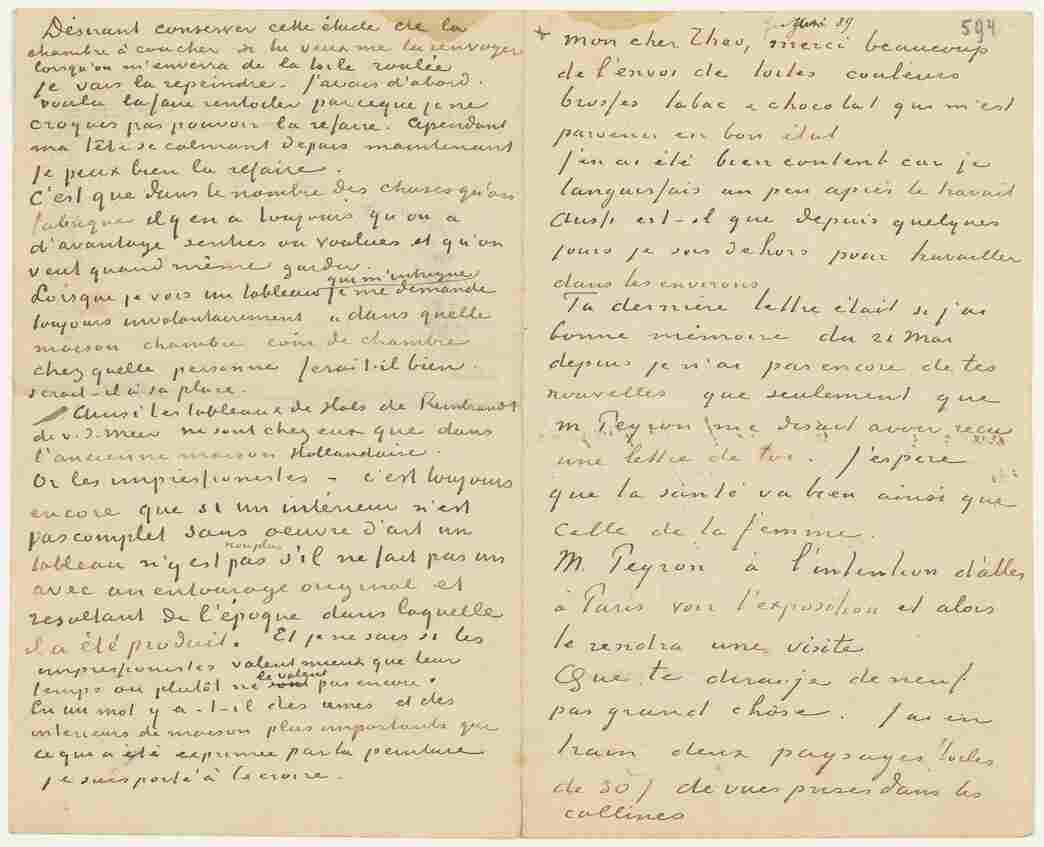 Désirant conserver cette étude de la
chambre à coucher si tu veux me la renvoyer
lorsqu'on m'enverra de la toile roulée
je vais la repeindre. J'avais d'abord
voulu la faire rentoiler parceque je ne
croyais pas pouvoir la refaire. Cependant
ma tête se calmant depuis maintenant
je peux bien la refaire.
C'est que dans le nombre des choses qu'on
fabrique il y en a toujours qu'on a
d'avantage senties ou voulues et qu'on
veut quand même garder.
Lorsque je vois un tableau qui m'intrigue je me demande
toujours involontairement „dans quelle
maison chambre coin de chambre
chez quelle personne ferait-il bien.
serait-il à sa place.
Ainsi les tableaux de Hals de Rembrandt
de v. d. Meer ne sont chez eux que dans
l'ancienne maison Hollandaise.
Or les impressionistes – c'est toujours
encore que si un intérieur n'est
pas complet sans oeuvre d'art un
tableau n'y est pas non plus s'il ne fait pas un
avec un entourage original et
resultant de l'époque dans laquelle
il a été produit. Et je ne sais si les
impressionistes valent mieux que leur
temps ou plutôt ne le valent sont pas encore.
En un mot y a-t-il des ames et des
interieurs de maison plus importants que
ce qui a été exprimée par la peinture
je suis porté à le croire.
Juni 89
594
Mon cher Theo, merci beaucoup
de l'envoi de toiles couleurs
brosses tabac & chocolat qui m'est
parvenu en bon état
J'en ai été bien content car je
languissais un peu après le travail
Aussi est-il que depuis quelques
jours je sors dehors pour travailler
dans les environs
Ta dernière lettre était si j'ai
bonne mémoire du 21 Mai
depuis je n'ai pas encore de tes
nouvelles que seulement que
M. Peyron me disait avoir reçu
une lettre de toi. J'espère
que ta santé va bien ainsi que
celle de ta femme.
M. Peyron à l'intention d'aller
à Paris voir l'exposition et alors
te rendra une visite
Que te dirai-je de neuf
pas grand chôse. J'ai en
train deux paysages (toiles
de 30) de vues prises dans les
collines